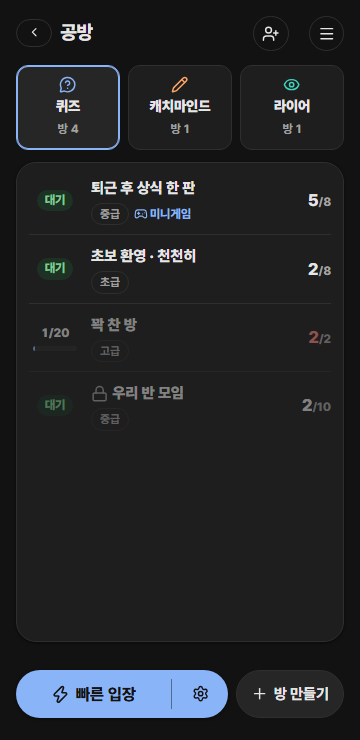 공방
퀴즈
방 4
캐치마인드
방 1
라이어
방 1
대기
퇴근 후 상식 한 판
중급 미니게임
5/8
대기
초보 환영 · 천천히
초급
2/8
1/20
꽉 찬 방
고급
2/2
대기
우리 반 모임
중급
2/10
빠른 입장
방 만들기